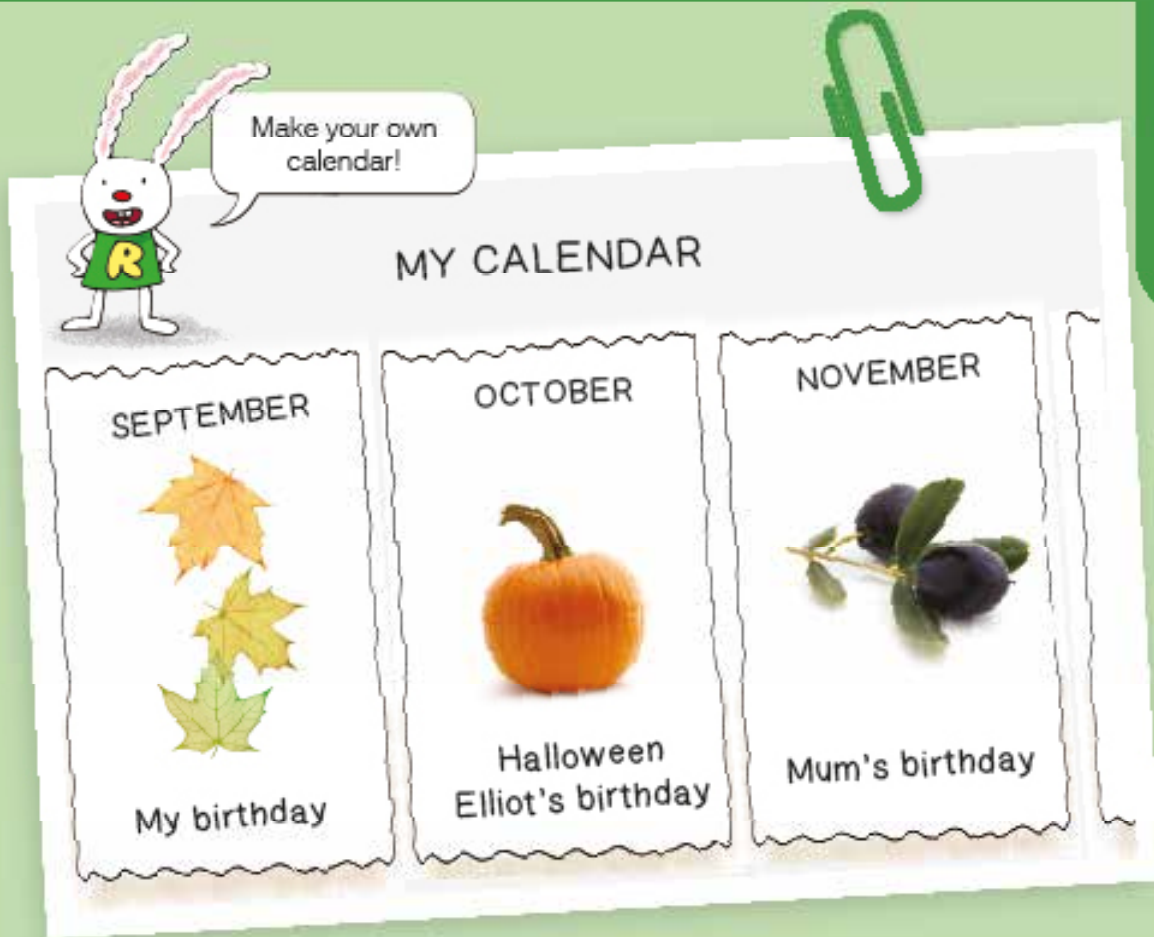 Make your own
calendar!
R
MY CALENDAR
SEPTEMBER
My birthday
OCTOBER
Halloween
Elliot's birthday
NOVEMBER
Mum's birthday